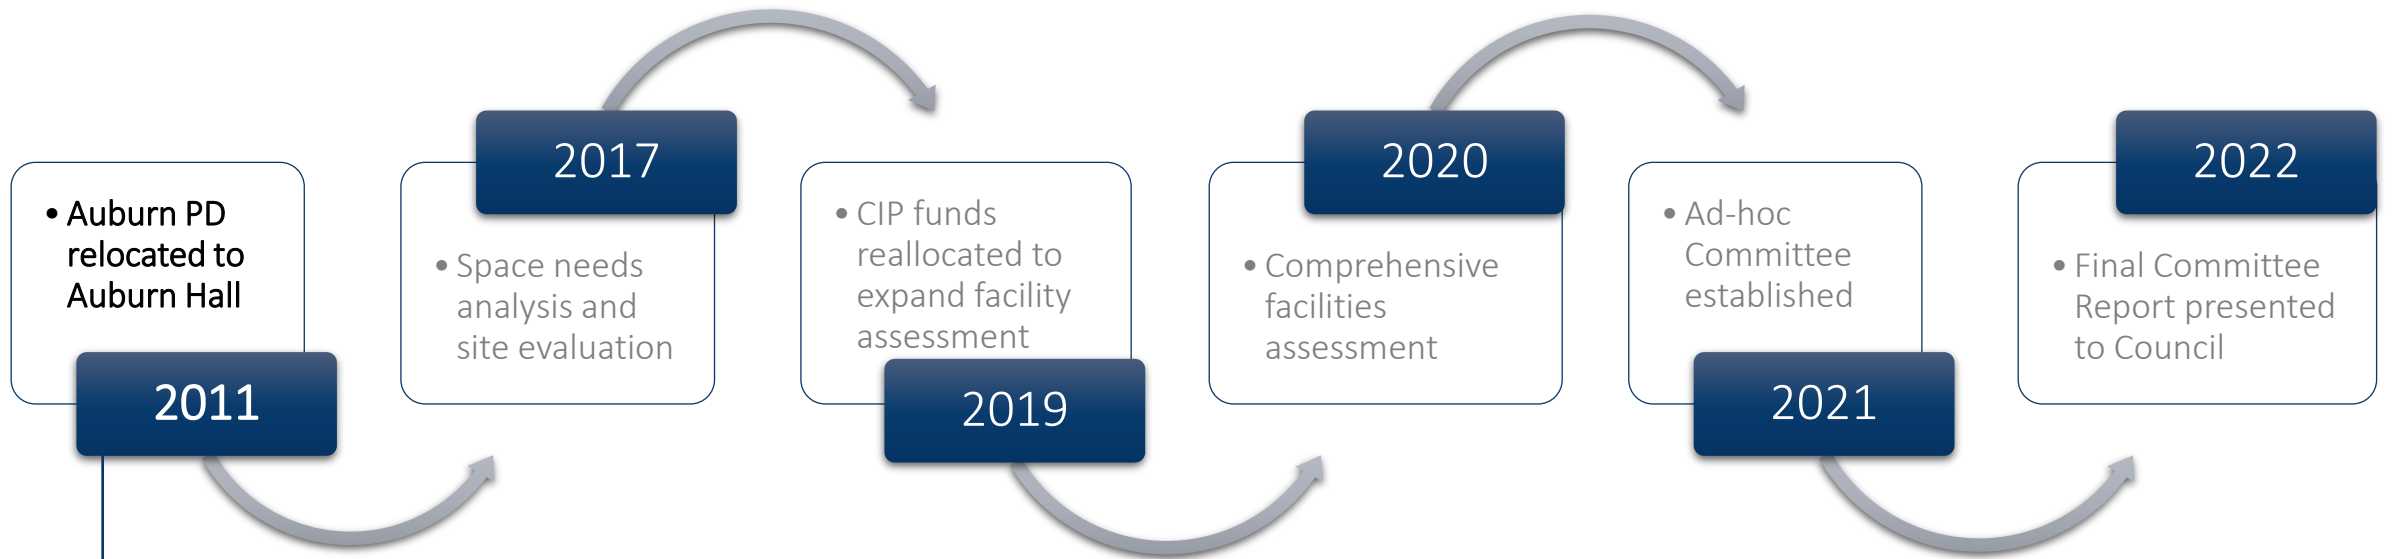 • Auburn PD
relocated to
Auburn Hall
2011
2017
• Space needs
analysis and
site evaluation
• CIP funds
reallocated to
expand facility
assessment
2019
2020
• Comprehensive
facilities
assessment
• Ad-hoc
Committee
established
2021
2022
• Final Committee
Report presented
to Council